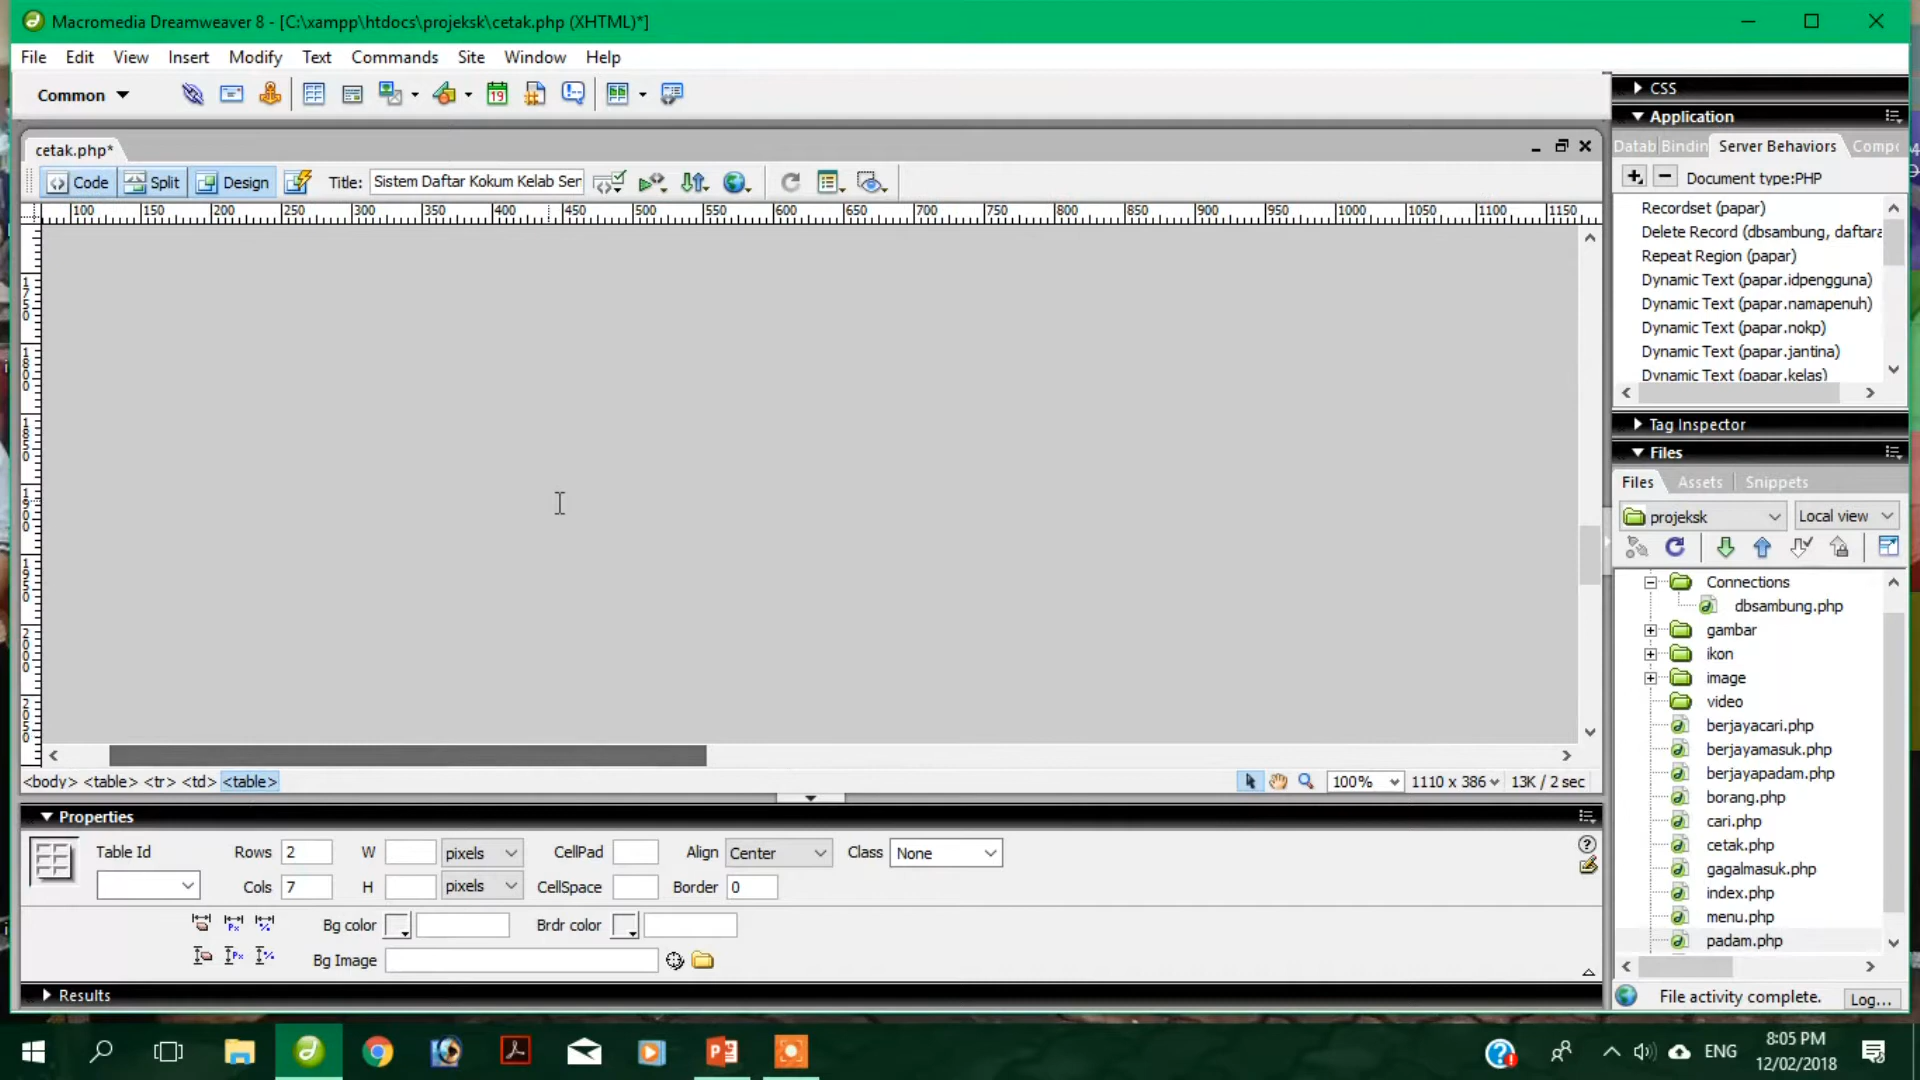 Macromedia Dreamweaver 8 - [C:\xampp\htdocs\projeksk\cetak.php (XHTML)*]
File Edit View Insert Modify Text Commands Site Window Help
Common
cetak.php*
Code Split Design Title: Sistem Daftar Kokum Kelab Ser
100 150 200 250 300 350 400 450 500 550 600 650 700 750 800 850 900 950 1000 1050 1100 1150
1750
1800
1850
1900
1950
2000
2050
<body> <table> <tr> <td> <table>
100% 1110 x 386 13K / 2 sec
Properties
Table Id Rows 2 W pixels CellPad Align Center Class None
Cols 7 H pixels CellSpace Border 0
Bg color Brdr color
Bg Image
Results
CSS
Application
Datab Bindin Server Behaviors Compo
Document type:PHP
Recordset (papar)
Delete Record (dbsambung, daftara
Repeat Region (papar)
Dynamic Text (papar.idpengguna)
Dynamic Text (papar.namapenuh)
Dynamic Text (papar.nokp)
Dynamic Text (papar.jantina)
Dynamic Text (papar.kelas)
Tag Inspector
Files
Files Assets Snippets
projeksk Local view
Connections
dbsambung.php
gambar
ikon
image
video
berjayacari.php
berjayamasuk.php
berjayapadam.php
borang.php
cari.php
cetak.php
gagalmasuk.php
index.php
menu.php
padam.php
File activity complete. Log...
ENG
8:05 PM
12/02/2018